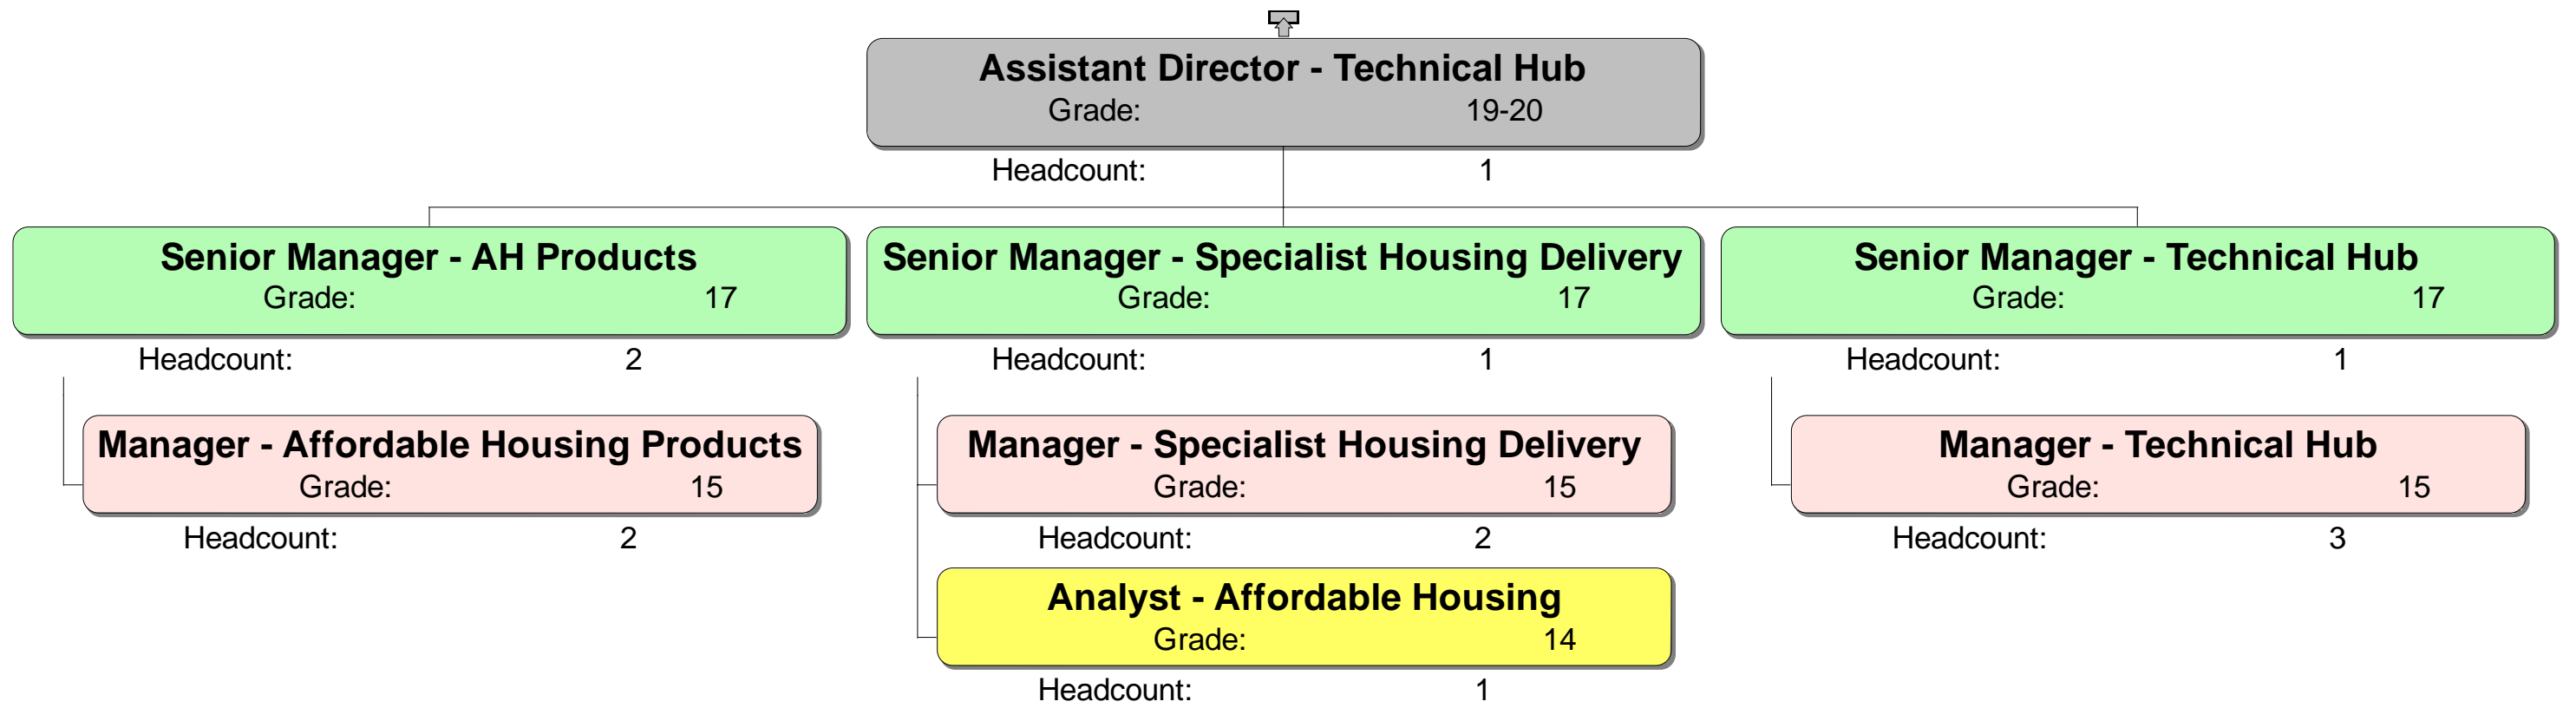 Assistant Director - Technical Hub
Grade: 19-20
Headcount: 1
Senior Manager - AH Products
Grade: 17
Headcount: 2
Manager - Affordable Housing Products
Grade: 15
Headcount: 2
Senior Manager - Specialist Housing Delivery
Grade: 17
Headcount: 1
Manager - Specialist Housing Delivery
Grade: 15
Headcount: 2
Analyst - Affordable Housing
Grade: 14
Headcount: 1
Senior Manager - Technical Hub
Grade: 17
Headcount: 1
Manager - Technical Hub
Grade: 15
Headcount: 3